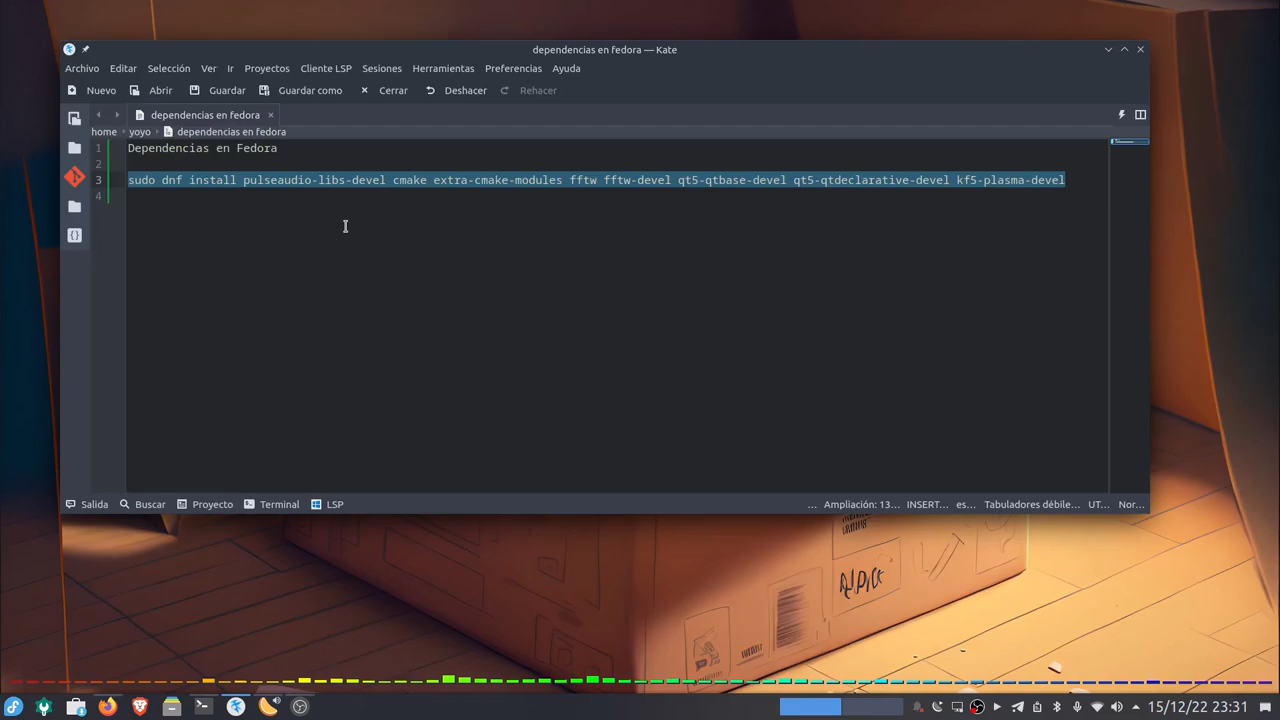 dependencias en fedora — Kate
Archivo Editar Selección Ver Ir Proyectos Cliente LSP Sesiones Herramientas Preferencias Ayuda
Nuevo Abrir Guardar Guardar como Cerrar Deshacer Rehacer
dependencias en fedora
home yoyo dependencias en fedora
1 Dependencias en Fedora
2
3 sudo dnf install pulseaudio-libs-devel cmake extra-cmake-modules fftw fftw-devel qt5-qtbase-devel qt5-qtdeclarative-devel kf5-plasma-devel
4
Salida Buscar Proyecto Terminal LSP ... Ampliación: 13... INSERT... es... Tabuladores débile... UT... Nor...
15/12/22 23:31